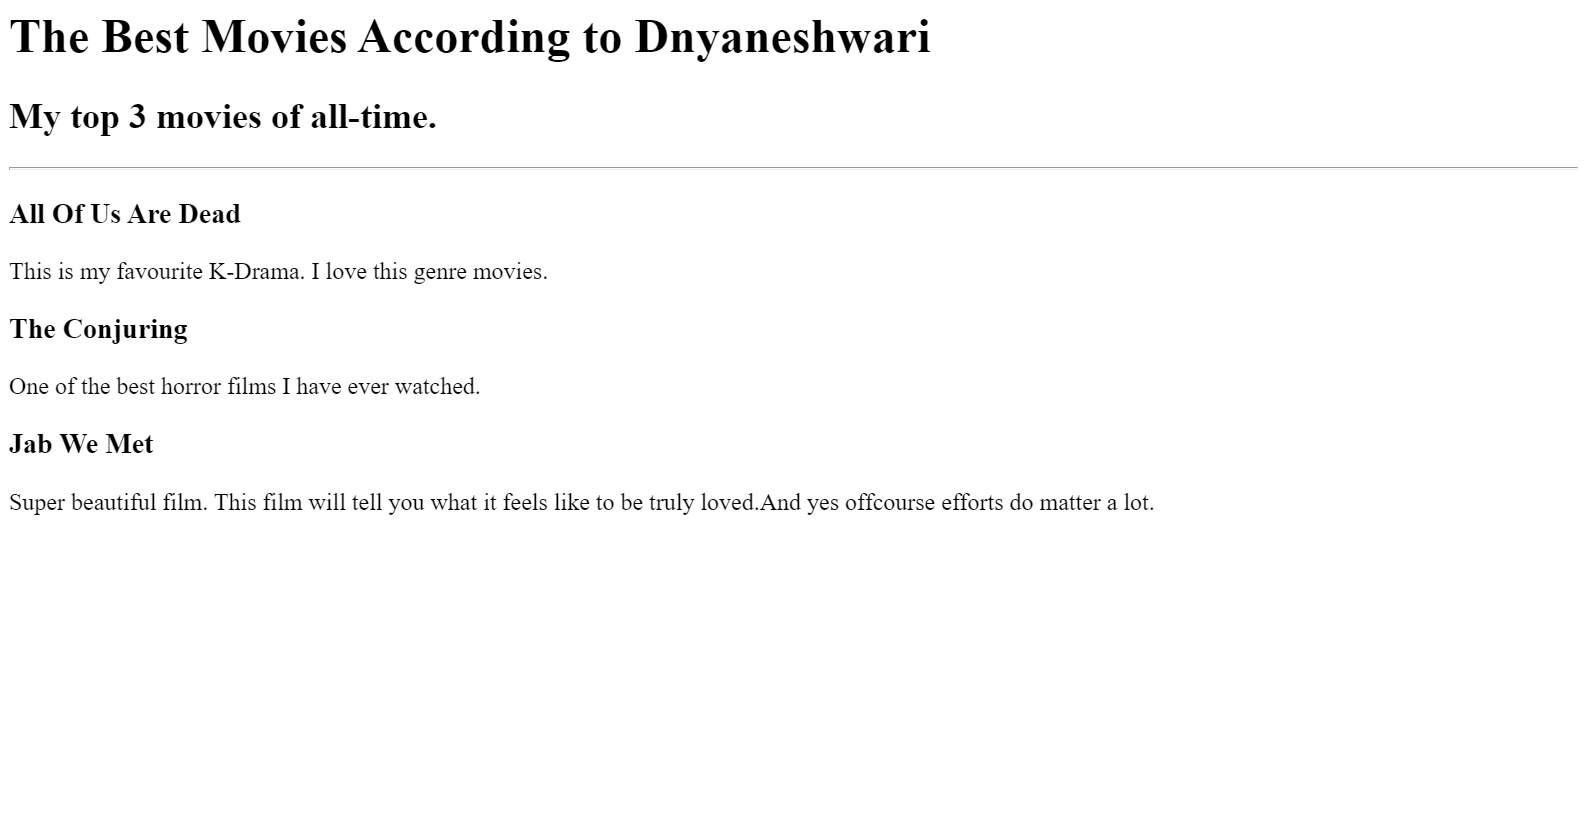 The Best Movies According to Dnyaneshwari
My top 3 movies of all-time.
All Of Us Are Dead
This is my favourite K-Drama. I love this genre movies.
The Conjuring
One of the best horror films I have ever watched.
Jab We Met
Super beautiful film. This film will tell you what it feels like to be truly loved.And yes offcourse efforts do matter a lot.